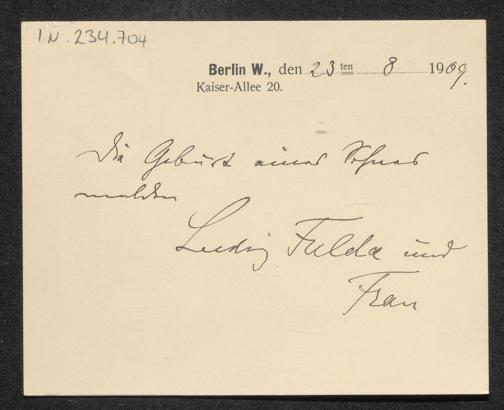 I.N. 234.704
Berlin W., den 23 ten 8 1909.
Kaiser-Allee 20.
Die Geburt eines Sohnes
melden
Ludwig Fulda und
Frau